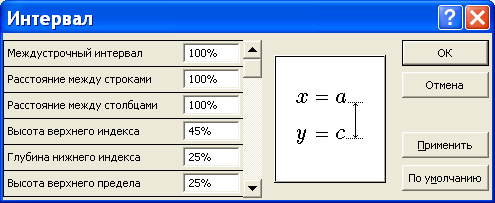 Интервал
Междустрочный интервал 100%
Расстояние между строками 100%
Расстояние между столбцами 100%
Высота верхнего индекса 45%
Глубина нижнего индекса 25%
Высота верхнего предела 25%
x = a
y = c
OK
Отмена
Применить
По умолчанию